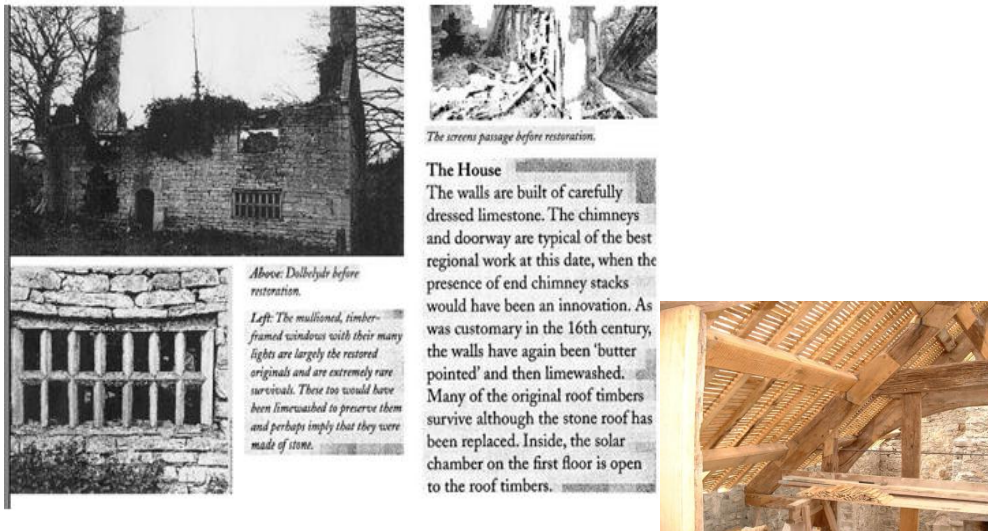 Above: Dolbelydr before
restoration.
Left: The mullioned, timber-
framed windows with their many
lights are largely the restored
originals and are extremely rare
survivals. These too would have
been limewashed to preserve them
and perhaps imply that they were
made of stone.
The screens passage before restoration.
The House
The walls are built of carefully
dressed limestone. The chimneys
and doorway are typical of the best
regional work at this date, when the
presence of end chimney stacks
would have been an innovation. As
was customary in the 16th century,
the walls have again been ‘butter
pointed’ and then limewashed.
Many of the original roof timbers
survive although the stone roof has
been replaced. Inside, the solar
chamber on the first floor is open
to the roof timbers.